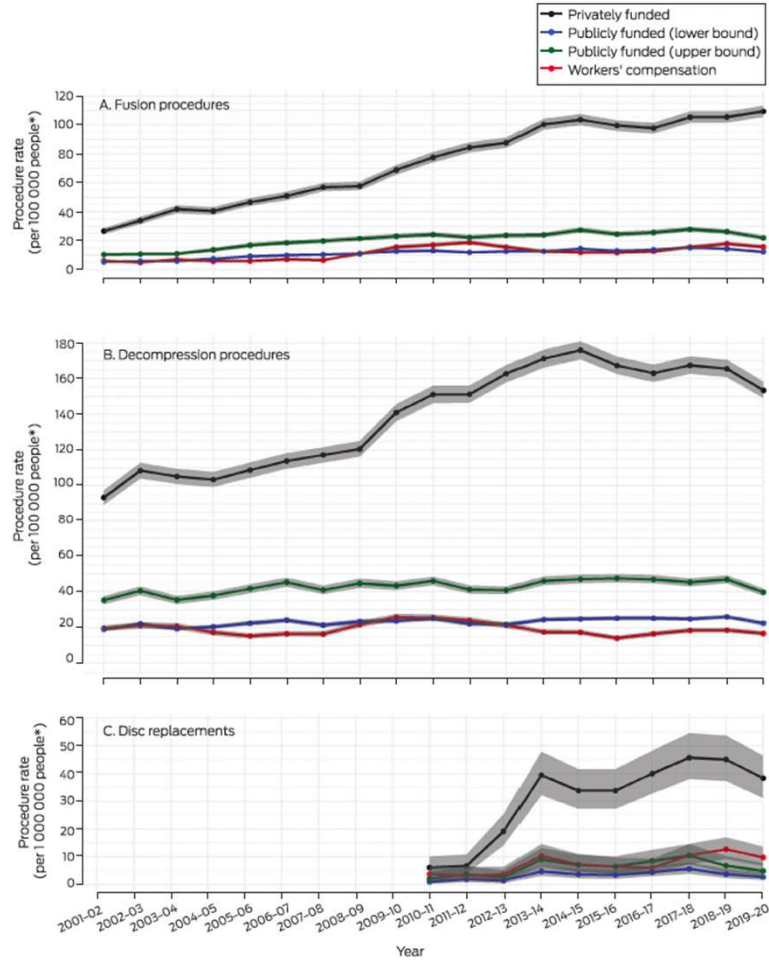 Privately funded
Publicly funded (lower bound)
Publicly funded (upper bound)
Workers' compensation
A. Fusion procedures
Procedure rate
(per 100 000 people*)
120
100
80
60
40
20
0
B. Decompression procedures
Procedure rate
(per 100 000 people*)
180
160
140
120
100
80
60
40
20
0
C. Disc replacements
Procedure rate
(per 1 000 000 people*)
60
50
40
30
20
10
0
2001-02 2002-03 2003-04 2004-05 2005-06 2006-07 2007-08 2008-09 2009-10 2010-11 2011-12 2012-13 2013-14 2014-15 2015-16 2016-17 2017-18 2018-19 2019-20
Year